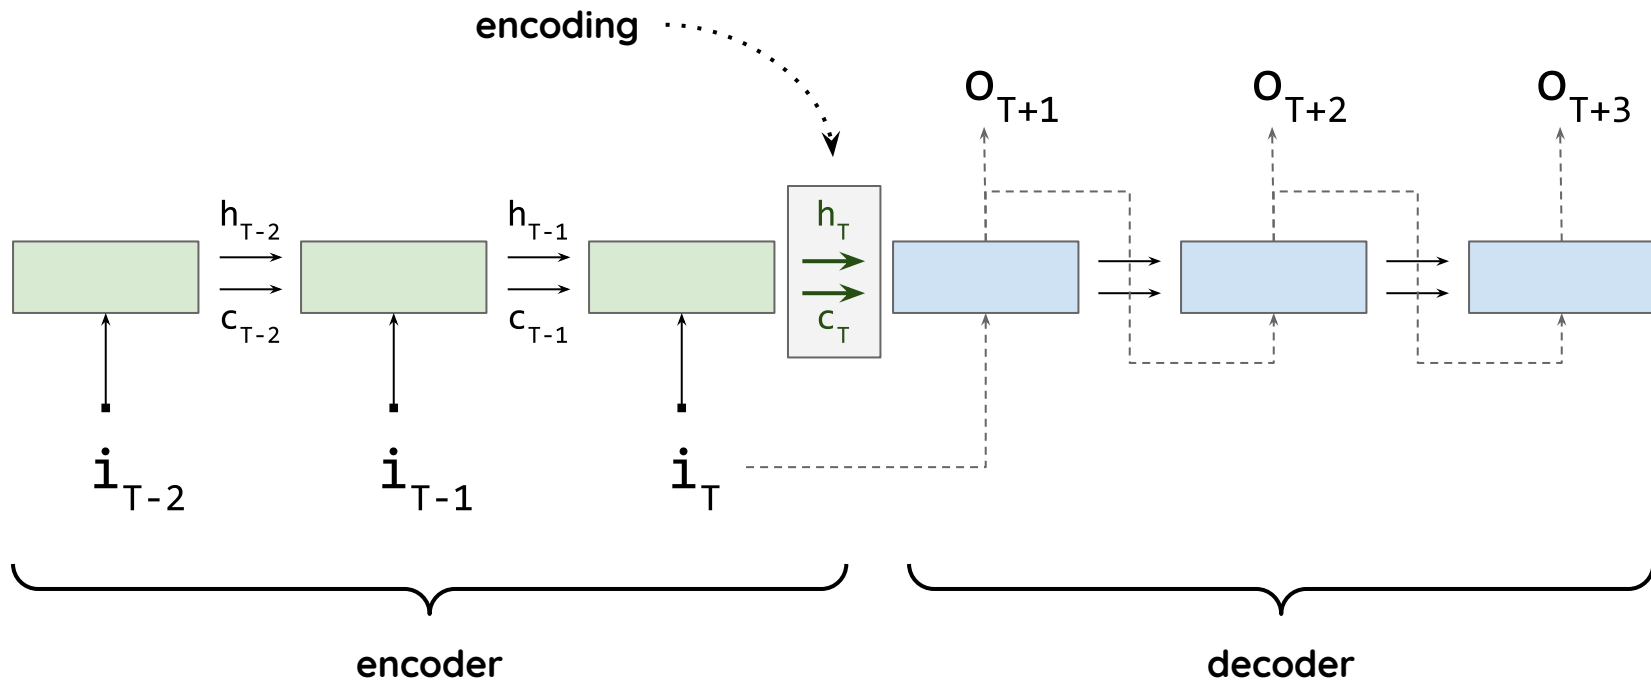 encoding
O T+1 O T+2 O T+3
h T-2 h T-1 h T
c T-2 c T-1 c T
i T-2 i T-1 i T
encoder decoder